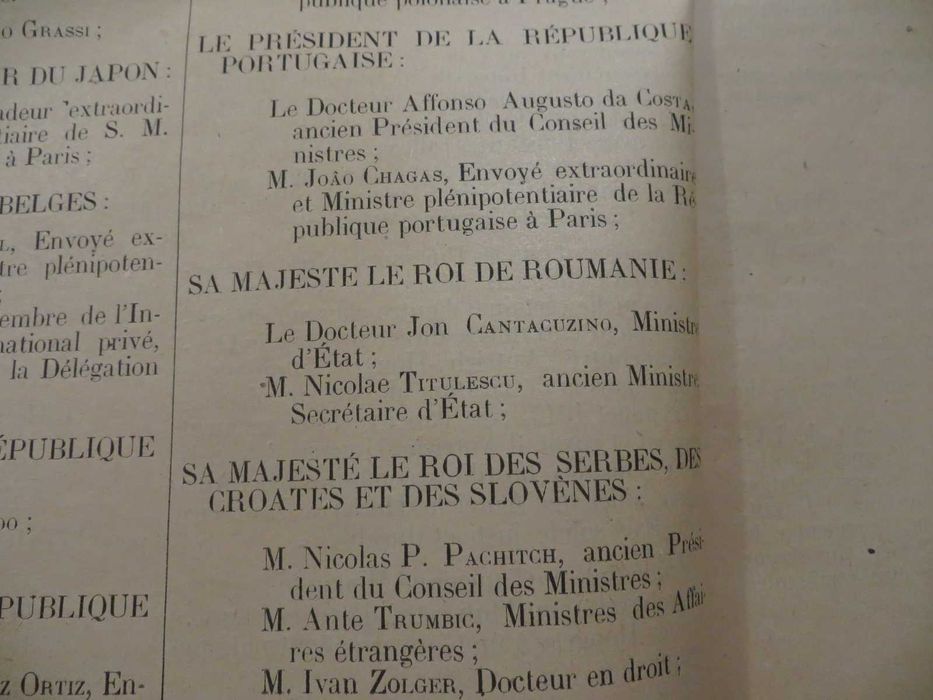 o GRASSI ;
R DU JAPON :
adeur extraordi-
tiaire de S. M.
à Paris ;
BELGES :
L, Envoyé ex-
tre plénipoten-
;
embre de l'In-
national privé,
la Délégation
ÉPUBLIQUE
DO ;
PUBLIQUE
Z ORTIZ, En-
publique polonaise à Prague ;
LE PRÉSIDENT DE LA RÉPUBLIQUE
PORTUGAISE :
Le Docteur Affonso Augusto da COSTA,
ancien Président du Conseil des Mi-
nistres ;
M. JOÂO CHAGAS, Envoyé extraordinaire
et Ministre plénipotentiaire de la Ré
publique portugaise à Paris ;
SA MAJESTE LE ROI DE ROUMANIE :
Le Docteur Jon CANTACUZINO, Ministre
d'État ;
M. Nicolae TITULESCU, ancien Ministre
Secrétaire d'État ;
SA MAJESTÉ LE ROI DES SERBES, DES
CROATES ET DES SLOVÈNES :
M. Nicolas P. PACHITCH, ancien Prési-
dent du Conseil des Ministres ;
M. Ante TRUMBIC, Ministres des Affai-
res étrangères ;
M. Ivan ZOLGER, Docteur en droit ;